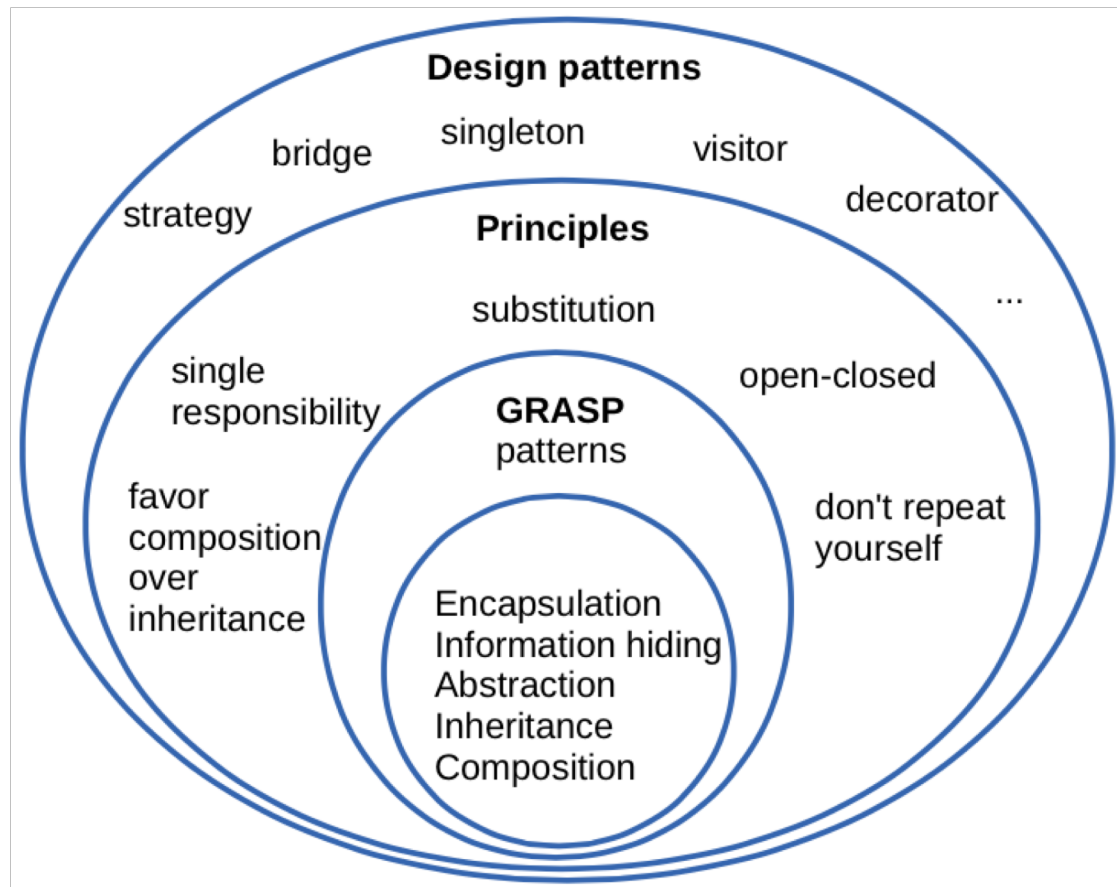 Design patterns
singleton
bridge
visitor
decorator
strategy
Principles
...
substitution
single
responsibility
open-closed
GRASP
patterns
favor
composition
over
inheritance
don't repeat
yourself
Encapsulation
Information hiding
Abstraction
Inheritance
Composition